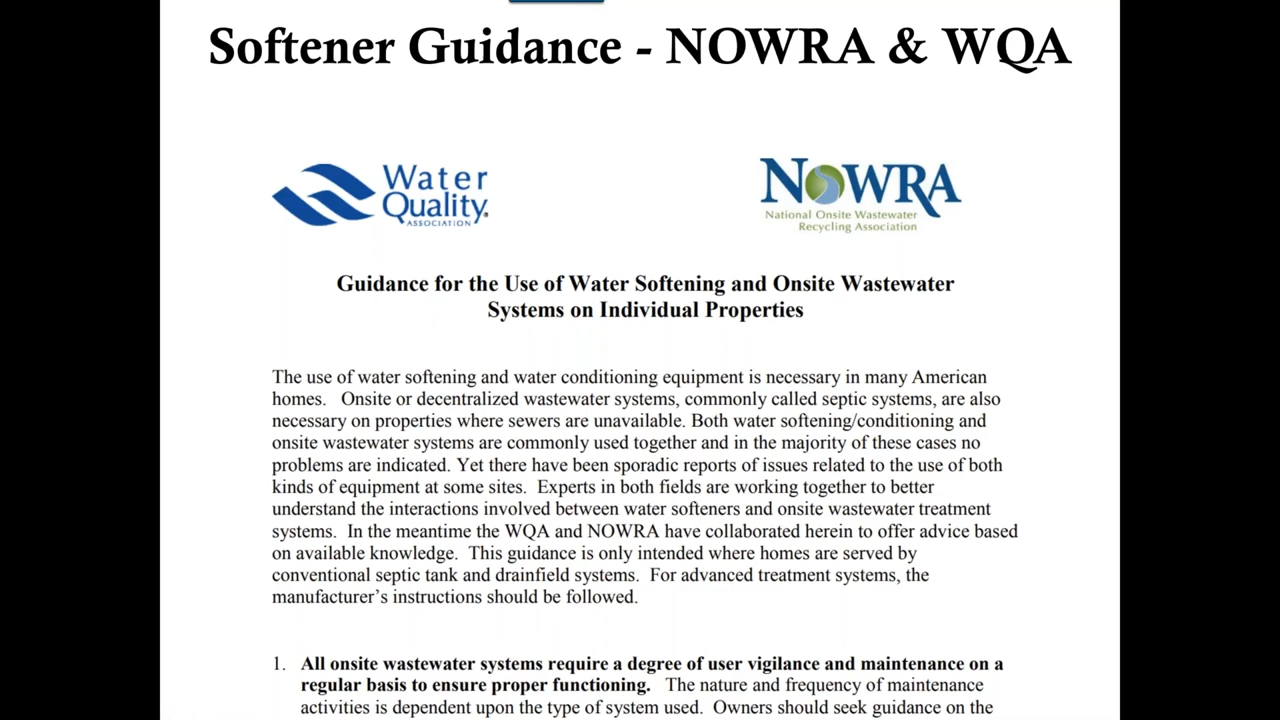 Softener Guidance - NOWRA & WQA
Water
Quality
ASSOCIATION
NOWRA
National Onsite Wastewater
Recycling Association
Guidance for the Use of Water Softening and Onsite Wastewater
Systems on Individual Properties
The use of water softening and water conditioning equipment is necessary in many American
homes.   Onsite or decentralized wastewater systems, commonly called septic systems, are also
necessary on properties where sewers are unavailable. Both water softening/conditioning and
onsite wastewater systems are commonly used together and in the majority of these cases no
problems are indicated. Yet there have been sporadic reports of issues related to the use of both
kinds of equipment at some sites.  Experts in both fields are working together to better
understand the interactions involved between water softeners and onsite wastewater treatment
systems.  In the meantime the WQA and NOWRA have collaborated herein to offer advice based
on available knowledge.  This guidance is only intended where homes are served by
conventional septic tank and drainfield systems.  For advanced treatment systems, the
manufacturer’s instructions should be followed.
1.  All onsite wastewater systems require a degree of user vigilance and maintenance on a
regular basis to ensure proper functioning.  The nature and frequency of maintenance
activities is dependent upon the type of system used.  Owners should seek guidance on the